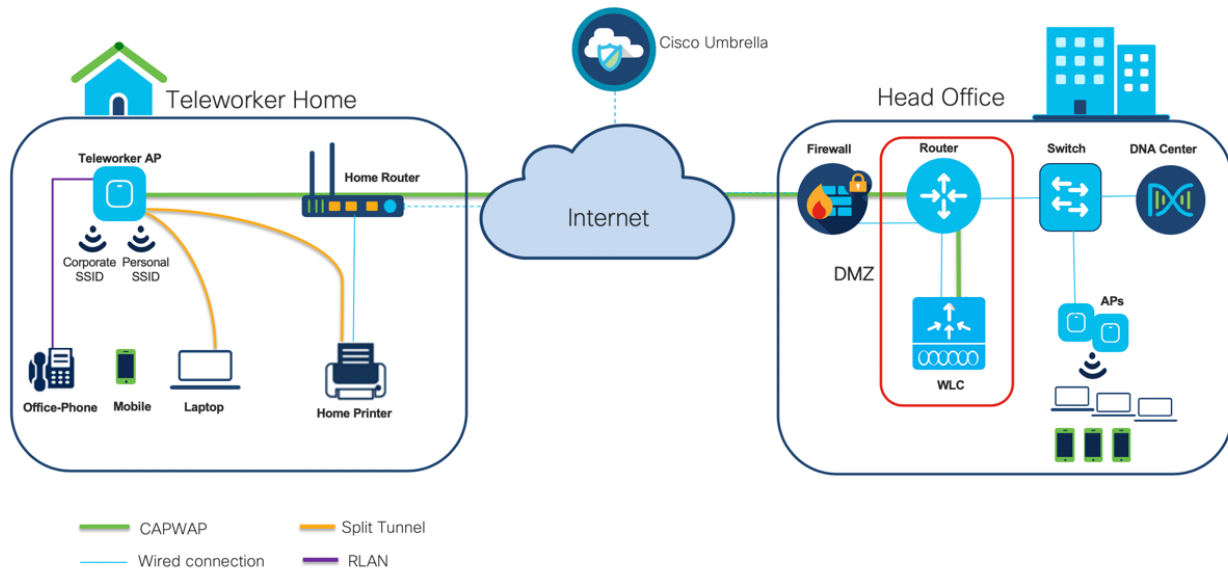 Cisco Umbrella
Teleworker Home
Head Office
Teleworker AP
Home Router
Firewall
Router
Switch
DNA Center
Internet
Corporate
SSID
Personal
SSID
DMZ
APs
WLC
Office-Phone
Mobile
Laptop
Home Printer
CAPWAP
Split Tunnel
Wired connection
RLAN